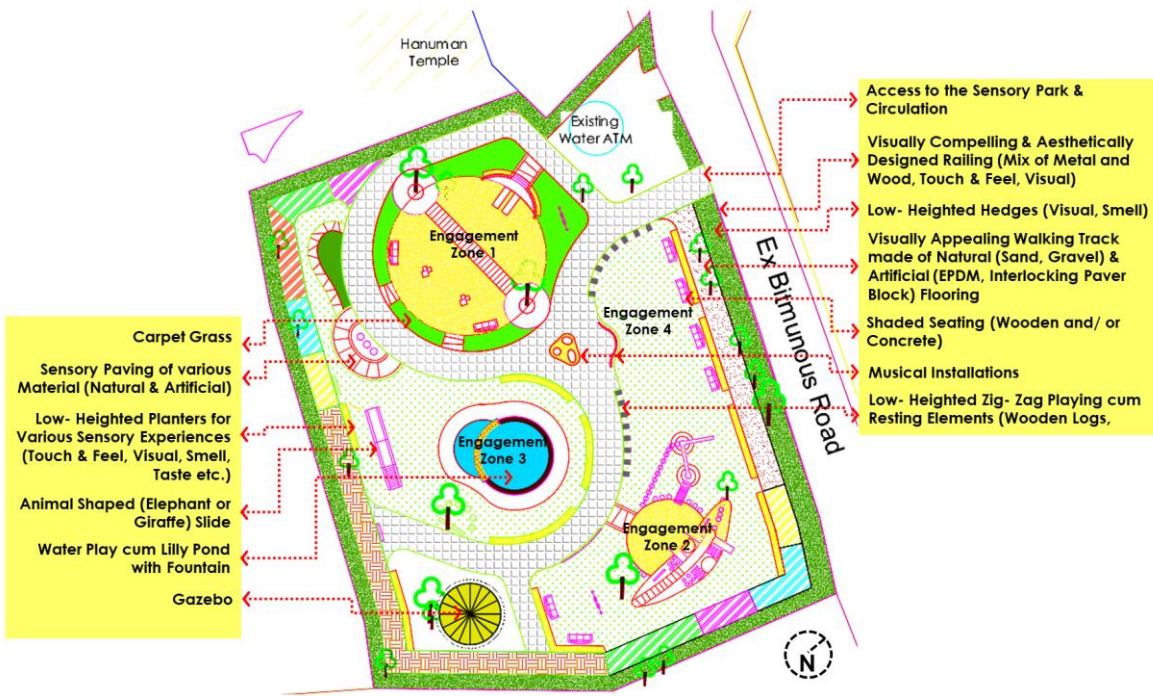 Hanuman
Temple
Existing
Water ATM
Engagement
Zone 1
Engagement
Zone 4
Engagement
Zone 3
Engagement
Zone 2
Ex Bitmunous Road
N
Carpet Grass
Sensory Paving of various
Material (Natural & Artificial)
Low- Heighted Planters for
Various Sensory Experiences
(Touch & Feel, Visual, Smell,
Taste etc.)
Animal Shaped (Elephant or
Giraffe) Slide
Water Play cum Lilly Pond
with Fountain
Gazebo
Access to the Sensory Park &
Circulation
Visually Compelling & Aesthetically
Designed Railing (Mix of Metal and
Wood, Touch & Feel, Visual)
Low- Heighted Hedges (Visual, Smell)
Visually Appealing Walking Track
made of Natural (Sand, Gravel) &
Artificial (EPDM, Interlocking Paver
Block) Flooring
Shaded Seating (Wooden and/ or
Concrete)
Musical Installations
Low- Heighted Zig- Zag Playing cum
Resting Elements (Wooden Logs,